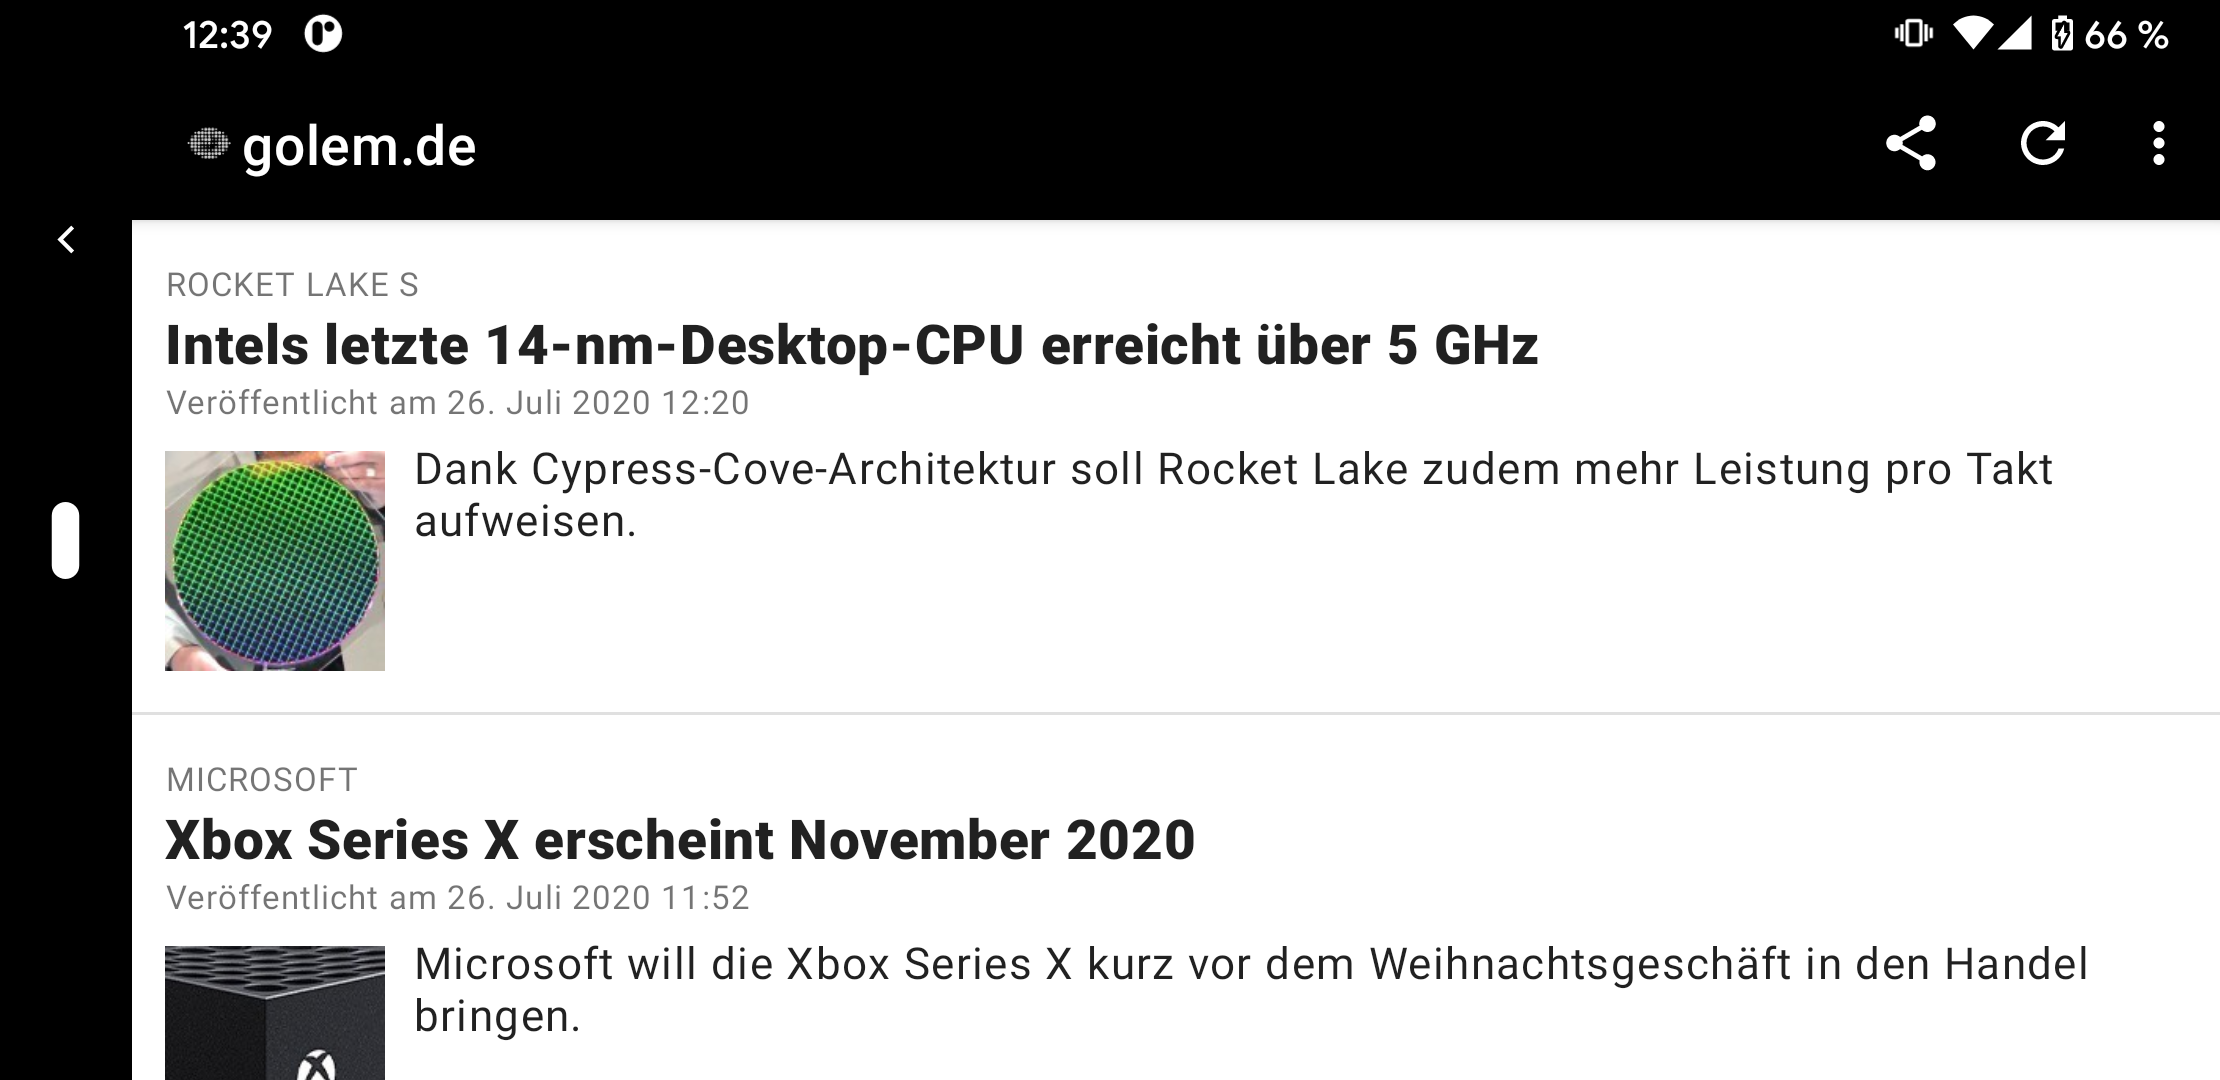 12:39
66 %
golem.de
ROCKET LAKE S
Intels letzte 14-nm-Desktop-CPU erreicht über 5 GHz
Veröffentlicht am 26. Juli 2020 12:20
Dank Cypress-Cove-Architektur soll Rocket Lake zudem mehr Leistung pro Takt
aufweisen.
MICROSOFT
Xbox Series X erscheint November 2020
Veröffentlicht am 26. Juli 2020 11:52
Microsoft will die Xbox Series X kurz vor dem Weihnachtsgeschäft in den Handel
bringen.